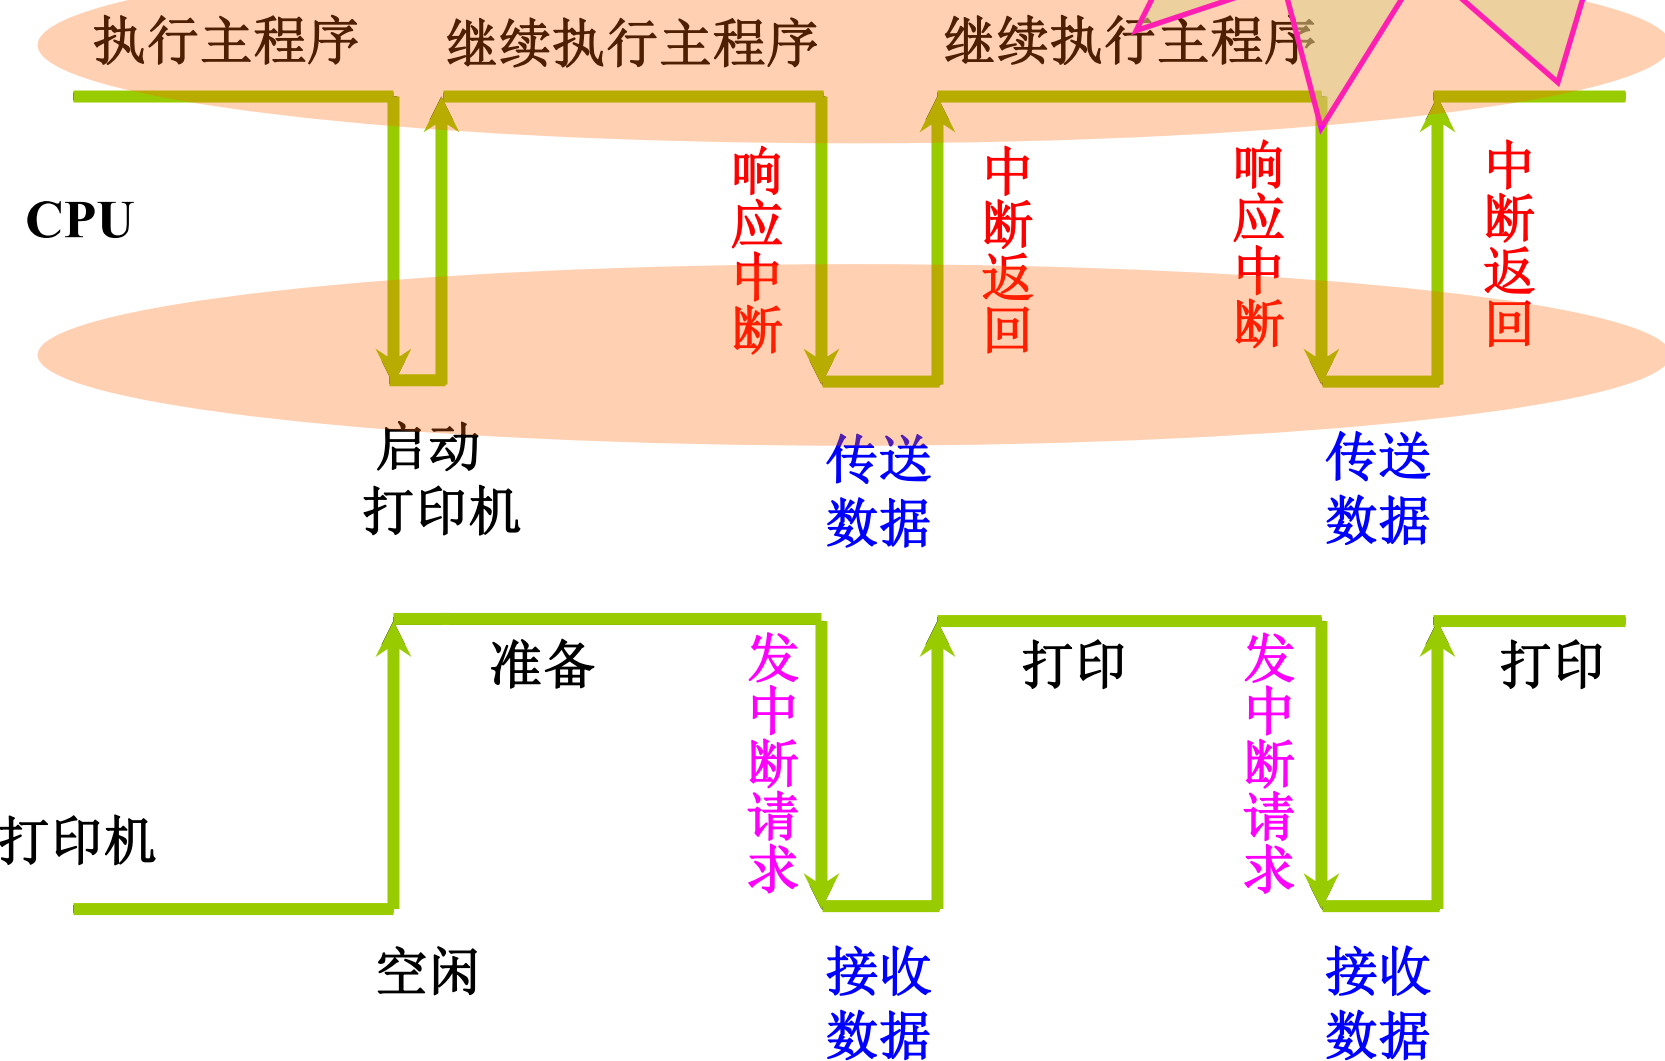 执行主程序
继续执行主程序
继续执行主程序
CPU
响应中断
中断返回
响应中断
中断返回
启动
打印机
传送
数据
传送
数据
打印机
准备
发中断请求
打印
发中断请求
打印
空闲
接收
数据
接收
数据